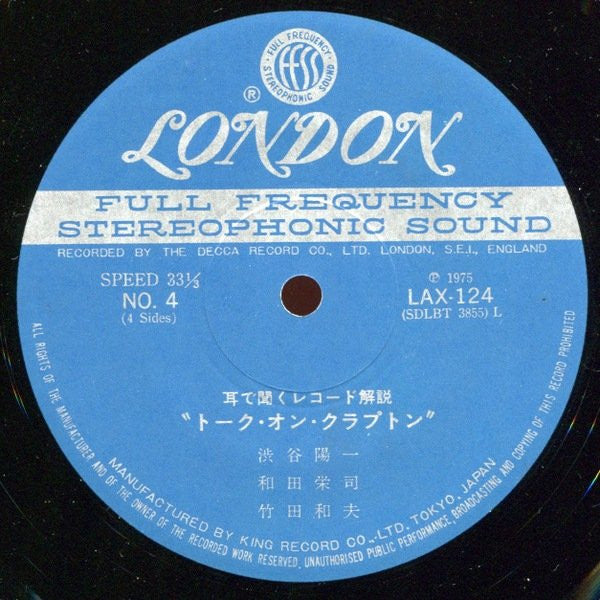 FULL FREQUENCY
ffss
STEREOPHONIC SOUND
®
LONDON
FULL FREQUENCY
STEREOPHONIC SOUND
RECORDED BY THE DECCA RECORD CO., LTD. LONDON, S.E.I., ENGLAND
SPEED 33⅓
NO. 4
(4 Sides)
℗ 1975
LAX-124
(SDLBT 3855) L
耳で聞くレコード解説
"トーク・オン・クラプトン"
渋谷陽一
和田栄司
竹田和夫
MANUFACTURED BY KING RECORD CO.,LTD. TOKYO, JAPAN
ALL RIGHTS OF THE MANUFACTURER AND OF THE OWNER OF THE RECORDED WORK RESERVED. UNAUTHORISED PUBLIC PERFORMANCE, BROADCASTING AND COPYING OF THIS RECORD PROHIBITED